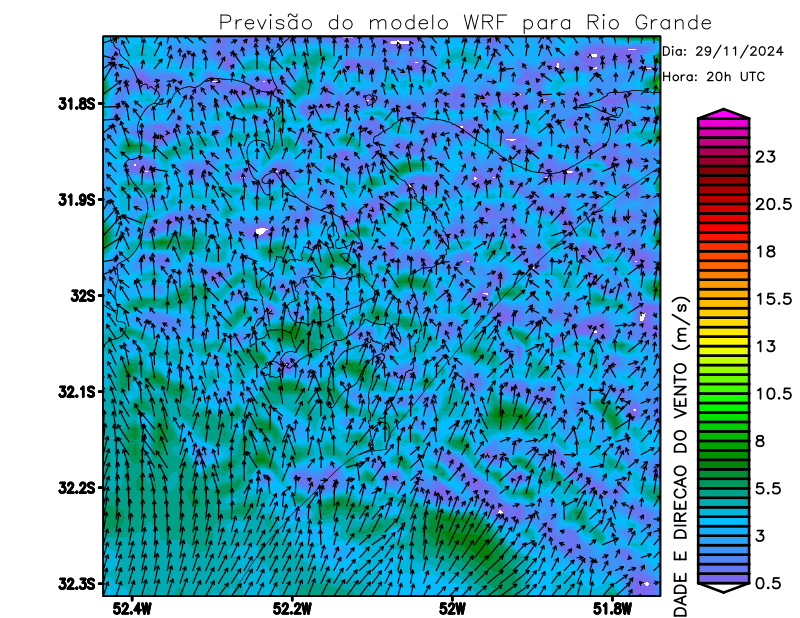 Previsão do modelo WRF para Rio Grande
Dia: 29/11/2024
Hora: 20h UTC
31.8S
31.9S
32S
32.1S
32.2S
32.3S
52.4W
52.2W
52W
51.8W
23
20.5
18
15.5
13
10.5
8
5.5
3
0.5
DADE E DIRECAO DO VENTO (m/s)